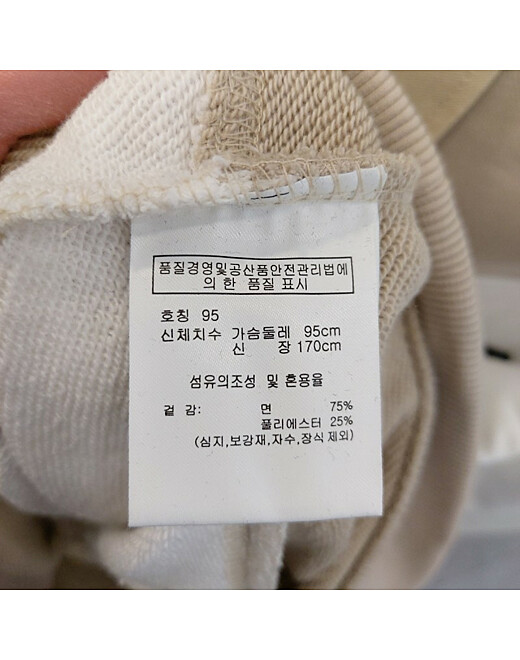 품질경영및공산품안전관리법에
의 한 품질 표시
호칭 95
신체치수 가슴둘레 95cm
신 장 170cm
섬유의조성 및 혼용율
겉 감: 면 75%
폴리에스터 25%
(심지,보강재,자수,장식 제외)